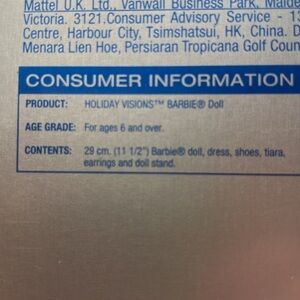 Mattel U.K. Ltd., Vanwall Business Park, Maide
Victoria. 3121.Consumer Advisory Service - 1
Centre, Harbour City, Tsimshatsui, HK, China. D
Menara Lien Hoe, Persiaran Tropicana Golf Coun
CONSUMER INFORMATION
PRODUCT: HOLIDAY VISIONS™ BARBIE® Doll
AGE GRADE: For ages 6 and over.
CONTENTS: 29 cm. (11 1/2") Barbie® doll, dress, shoes, tiara,
earrings and doll stand.